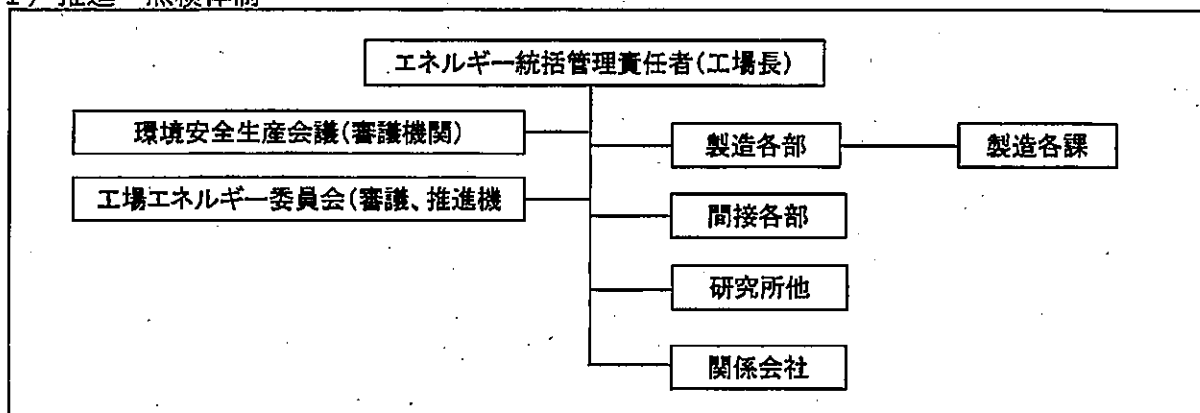 エネルギー統括管理責任者(工場長)
環境安全生産会議(審議機関)
製造各部
製造各課
工場エネルギー委員会(審議、推進機
間接各部
研究所他
関係会社